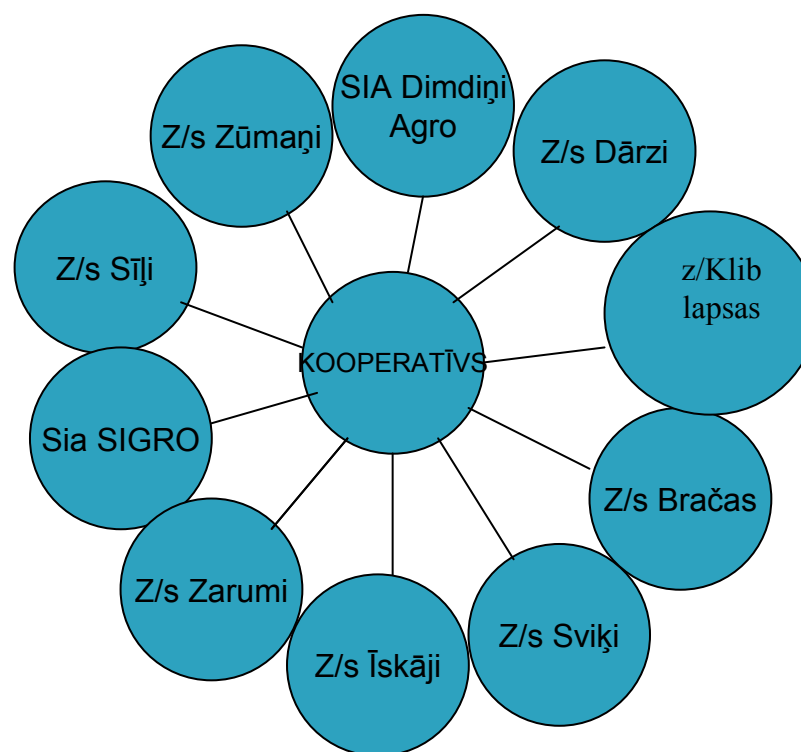 SIA Dimdiņi
Agro
Z/s Zūmaņi
Z/s Dārzi
Z/s Sīļi
z/Klib
lapsas
KOOPERATĪVS
Sia SIGRO
Z/s Bračas
Z/s Zarumi
Z/s Sviķi
Z/s Īskāji